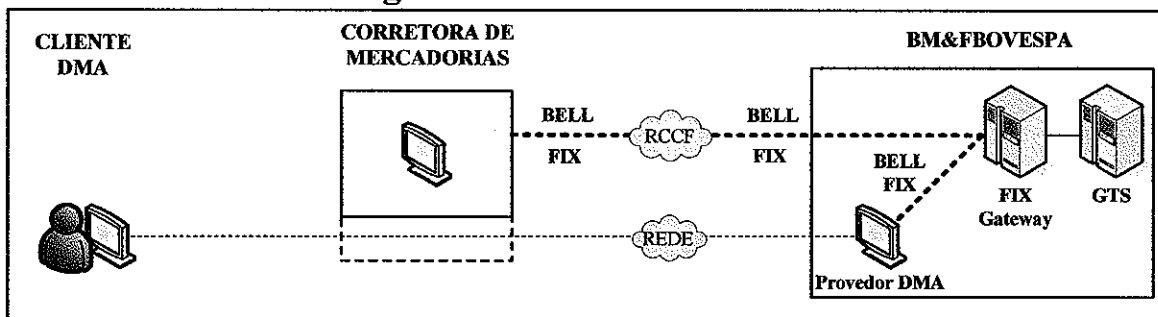 CLIENTE
DMA
CORRETORA DE
MERCADORIAS
BM&FBOVESPA
BELL
FIX
RCCF
BELL
FIX
BELL
FIX
FIX
Gateway
GTS
REDE
Provedor DMA